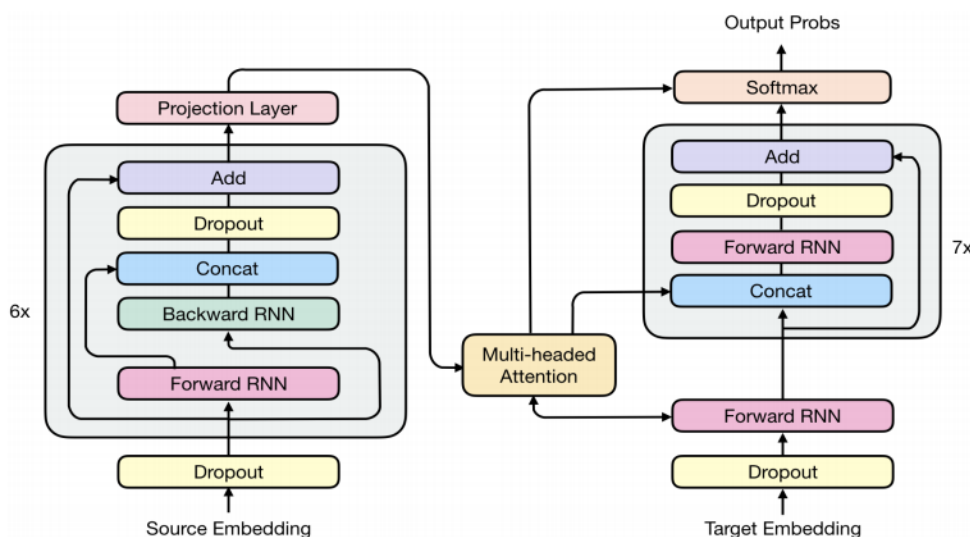 Output Probs
Softmax
Projection Layer
Add
Dropout
Concat
Backward RNN
Forward RNN
6x
Dropout
Source Embedding
Multi-headed
Attention
Add
Dropout
Forward RNN
Concat
7x
Forward RNN
Dropout
Target Embedding